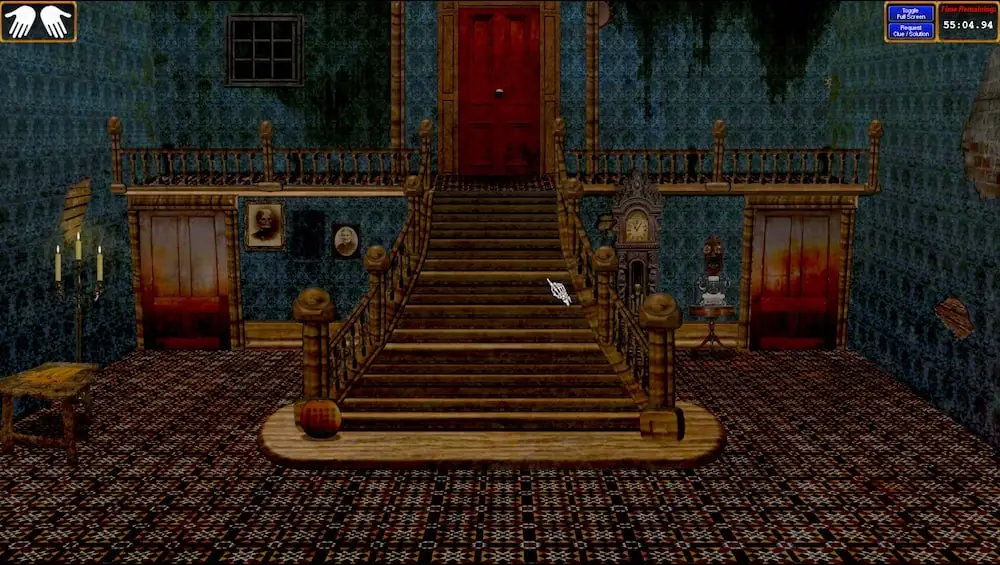 Toggle
Full Screen
Request
Clue / Solution
Time Remaining:
55:04.94